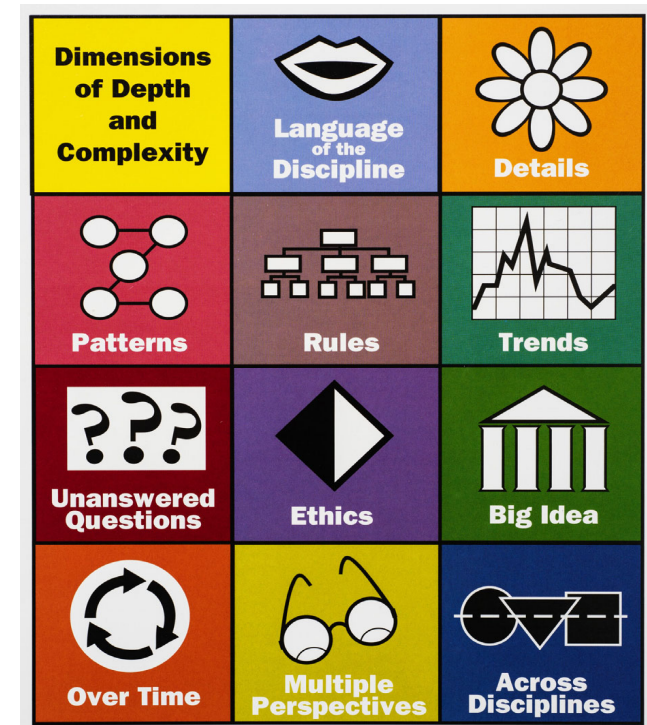 Dimensions
of Depth
and
Complexity
Language
of the
Discipline
Details
Patterns
Rules
Trends
???
Unanswered
Questions
Ethics
Big Idea
Over Time
Multiple
Perspectives
Across
Disciplines